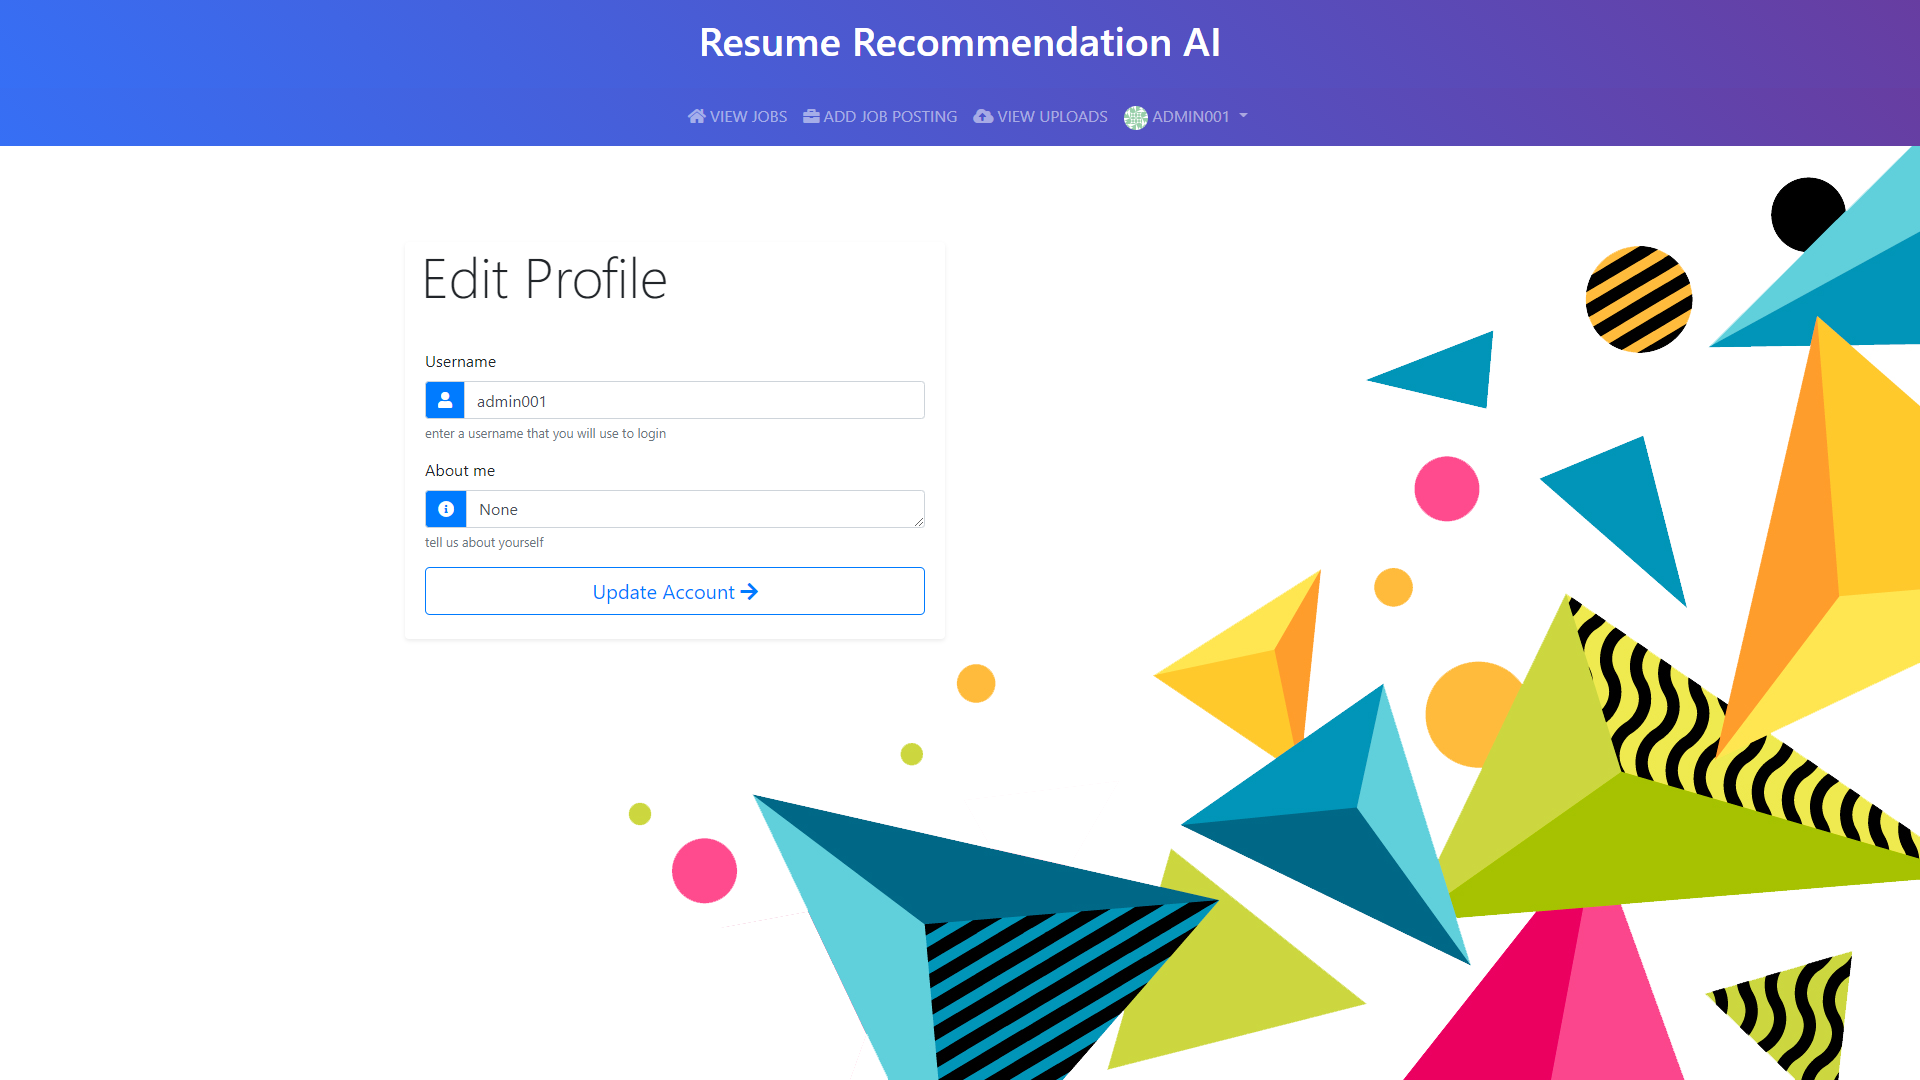 Resume Recommendation AI
VIEW JOBS ADD JOB POSTING VIEW UPLOADS ADMIN001
Edit Profile
Username
admin001
enter a username that you will use to login
About me
None
tell us about yourself
Update Account